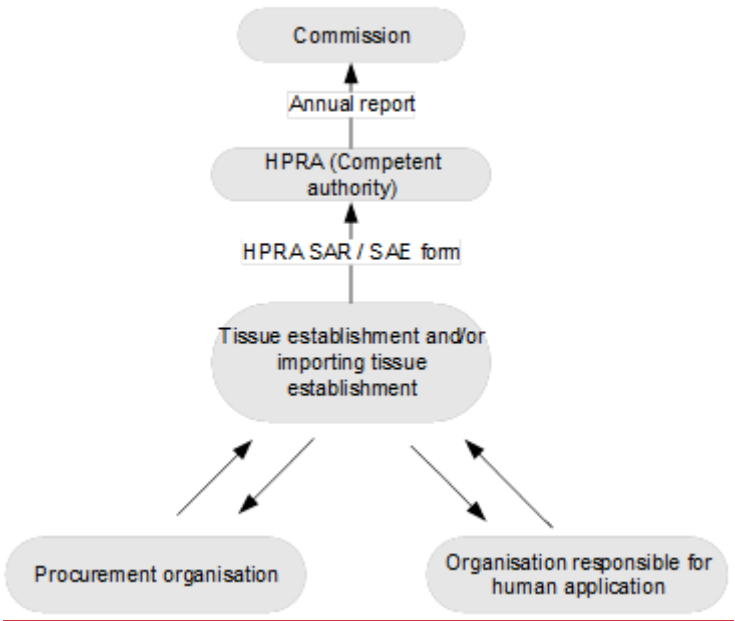 Commission
Annual report
HPRA (Competent
authority)
HPRA SAR / SAE form
Tissue establishment and/or
importing tissue
establishment
Procurement organisation
Organisation responsible for
human application